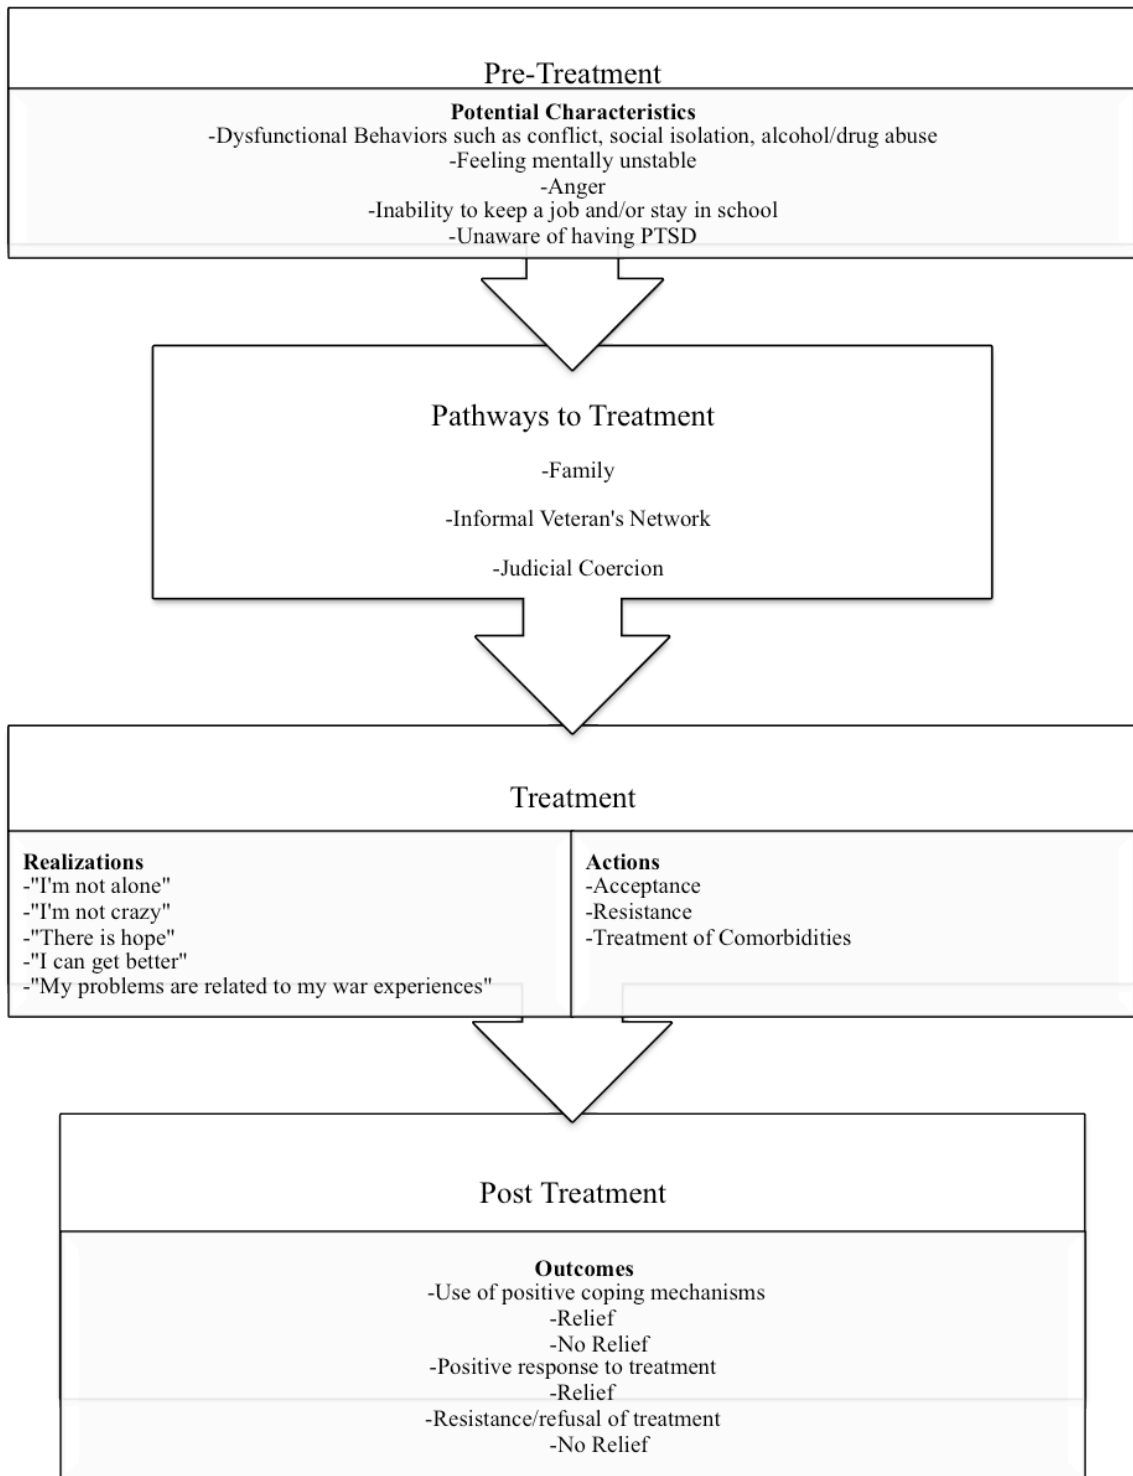 Pre-Treatment
Potential Characteristics
-Dysfunctional Behaviors such as conflict, social isolation, alcohol/drug abuse
-Feeling mentally unstable
-Anger
-Inability to keep a job and/or stay in school
-Unaware of having PTSD
Pathways to Treatment
-Family
-Informal Veteran's Network
-Judicial Coercion
Treatment
Realizations
-"I'm not alone"
-"I'm not crazy"
-"There is hope"
-"I can get better"
-"My problems are related to my war experiences"
Actions
-Acceptance
-Resistance
-Treatment of Comorbidities
Post Treatment
Outcomes
-Use of positive coping mechanisms
-Relief
-No Relief
-Positive response to treatment
-Relief
-Resistance/refusal of treatment
-No Relief